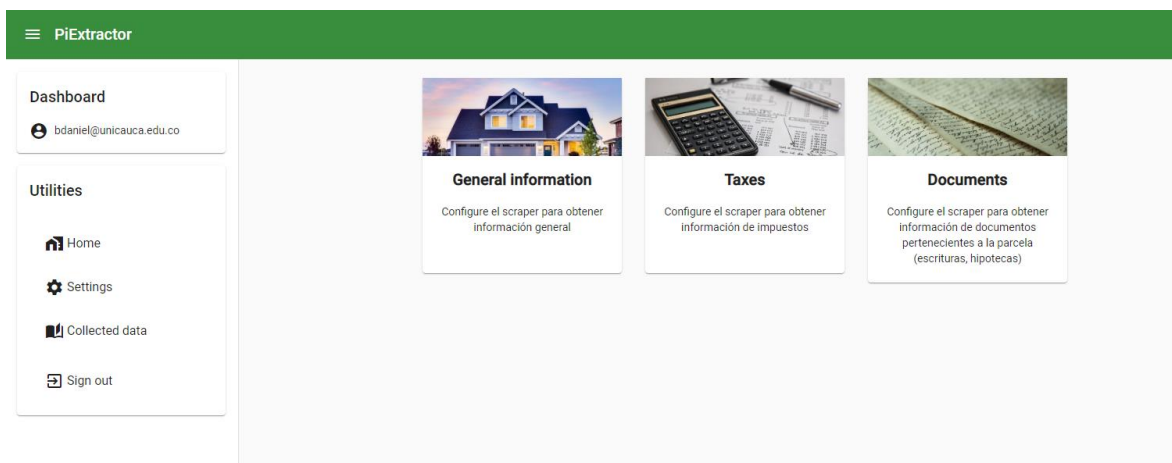 PiExtractor
Dashboard
bdaniel@unicauca.edu.co
Utilities
Home
Settings
Collected data
Sign out
General information
Configure el scraper para obtener
información general
Taxes
Configure el scraper para obtener
información de impuestos
Documents
Configure el scraper para obtener
información de documentos
pertenecientes a la parcela
(escrituras, hipotecas)